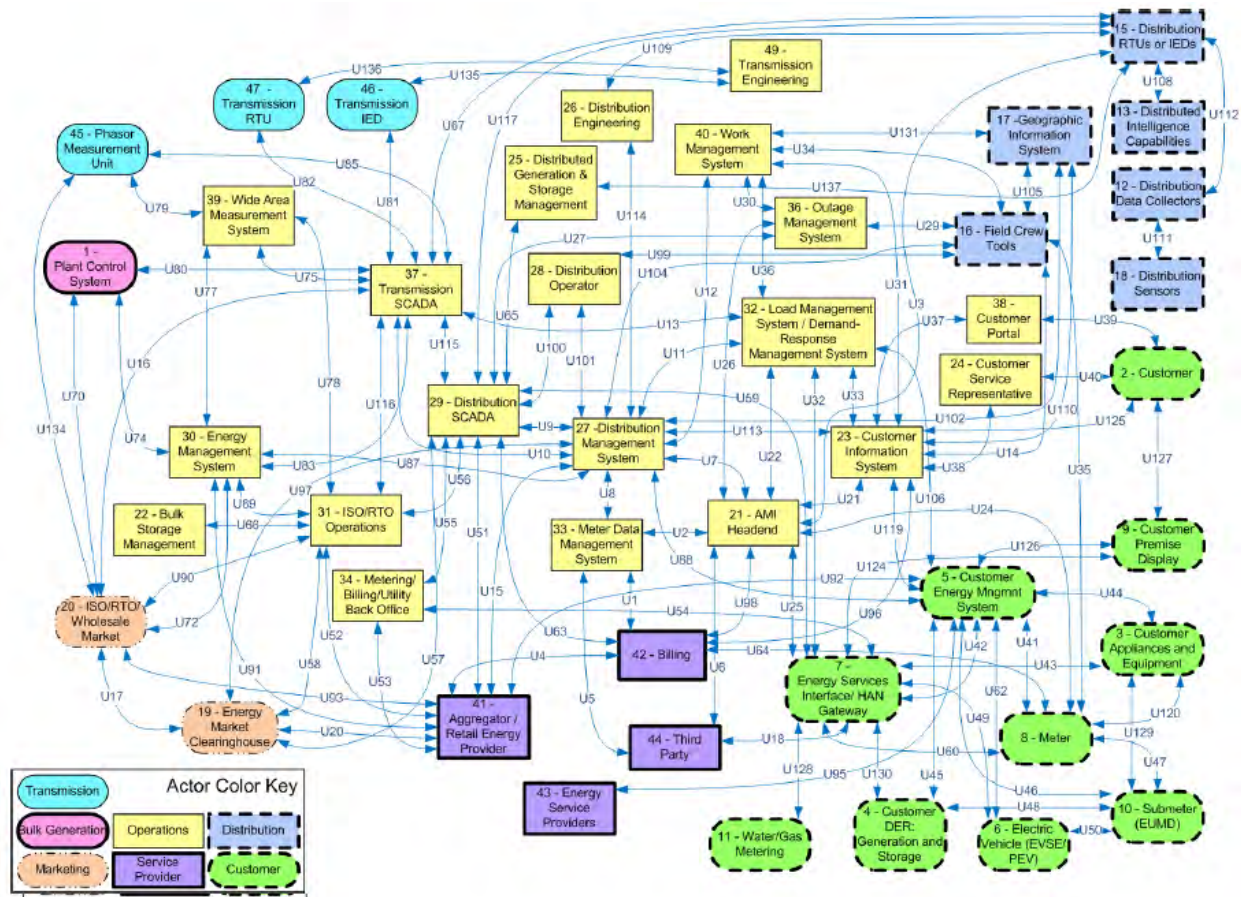 U109
49 -
Transmission
Engineering
15 - Distribution
RTUs or IEDs
U136
U135
47 -
Transmission
RTU
46 -
Transmission
IED
U67
U117
26 - Distribution
Engineering
U108
U112
13 - Distributed
Intelligence
Capabilities
17 -Geographic
Information
System
40 - Work
Management
System
U131
U34
45 - Phasor
Measurement
Unit
U85
U82
25 - Distributed
Generation &
Storage
Management
U137
U105
12 - Distribution
Data Collectors
U79
39 - Wide Area
Measurement
System
U81
U114
U30
36 - Outage
Management
System
U29
16 - Field Crew
Tools
U111
18 - Distribution
Sensors
1 -
Plant Control
System
U80
U75
U27
U99
U104
U36
U31
U3
37 -
Transmission
SCADA
28 - Distribution
Operator
U12
U77
U65
U13
32 - Load Management
System / Demand-
Response
Management System
U37
38 -
Customer
Portal
U39
U16
U115
U100
U101
U11
U26
24 - Customer
Service
Representative
U40
2 - Customer
U78
U116
29 - Distribution
SCADA
U59
U32
U33
U70
U134
U74
U9
27 -Distribution
Management
System
U113
U102
U110
U125
30 - Energy
Management
System
U83
U87
U10
23 - Customer
Information
System
U14
U38
U35
U127
U97
U56
U7
U22
U106
U69
U8
U21
U24
22 - Bulk
Storage
Management
U68
31 - ISO/RTO
Operations
U55
U51
33 - Meter Data
Management
System
U2
21 - AMI
Headend
U119
9 - Customer
Premise
Display
U126
U124
U88
U90
34 - Metering/
Billing/Utility
Back Office
U15
U92
5 - Customer
Energy Mngmnt
System
U44
20 - ISO/RTO/
Wholesale
Market
U72
U52
U54
U1
U98
U25
U96
U63
42 - Billing
U64
U41
U42
U43
3 - Customer
Appliances and
Equipment
U91
U58
U53
U57
U4
U6
7 -
Energy Services
Interface/ HAN
Gateway
U62
U93
U17
U5
41 -
Aggregator /
Retail Energy
Provider
19 - Energy
Market
Clearinghouse
U20
44 - Third
Party
U18
U49
8 - Meter
U120
U129
U60
U47
U128
U130
U95
U45
U46
43 - Energy
Service
Providers
U48
10 - Submeter
(EUMD)
11 - Water/Gas
Metering
4 - Customer
DER:
Generation and
Storage
6 - Electric
Vehicle (EVSE/
PEV)
U50
Actor Color Key
Transmission
Bulk Generation
Operations
Distribution
Marketing
Service
Provider
Customer